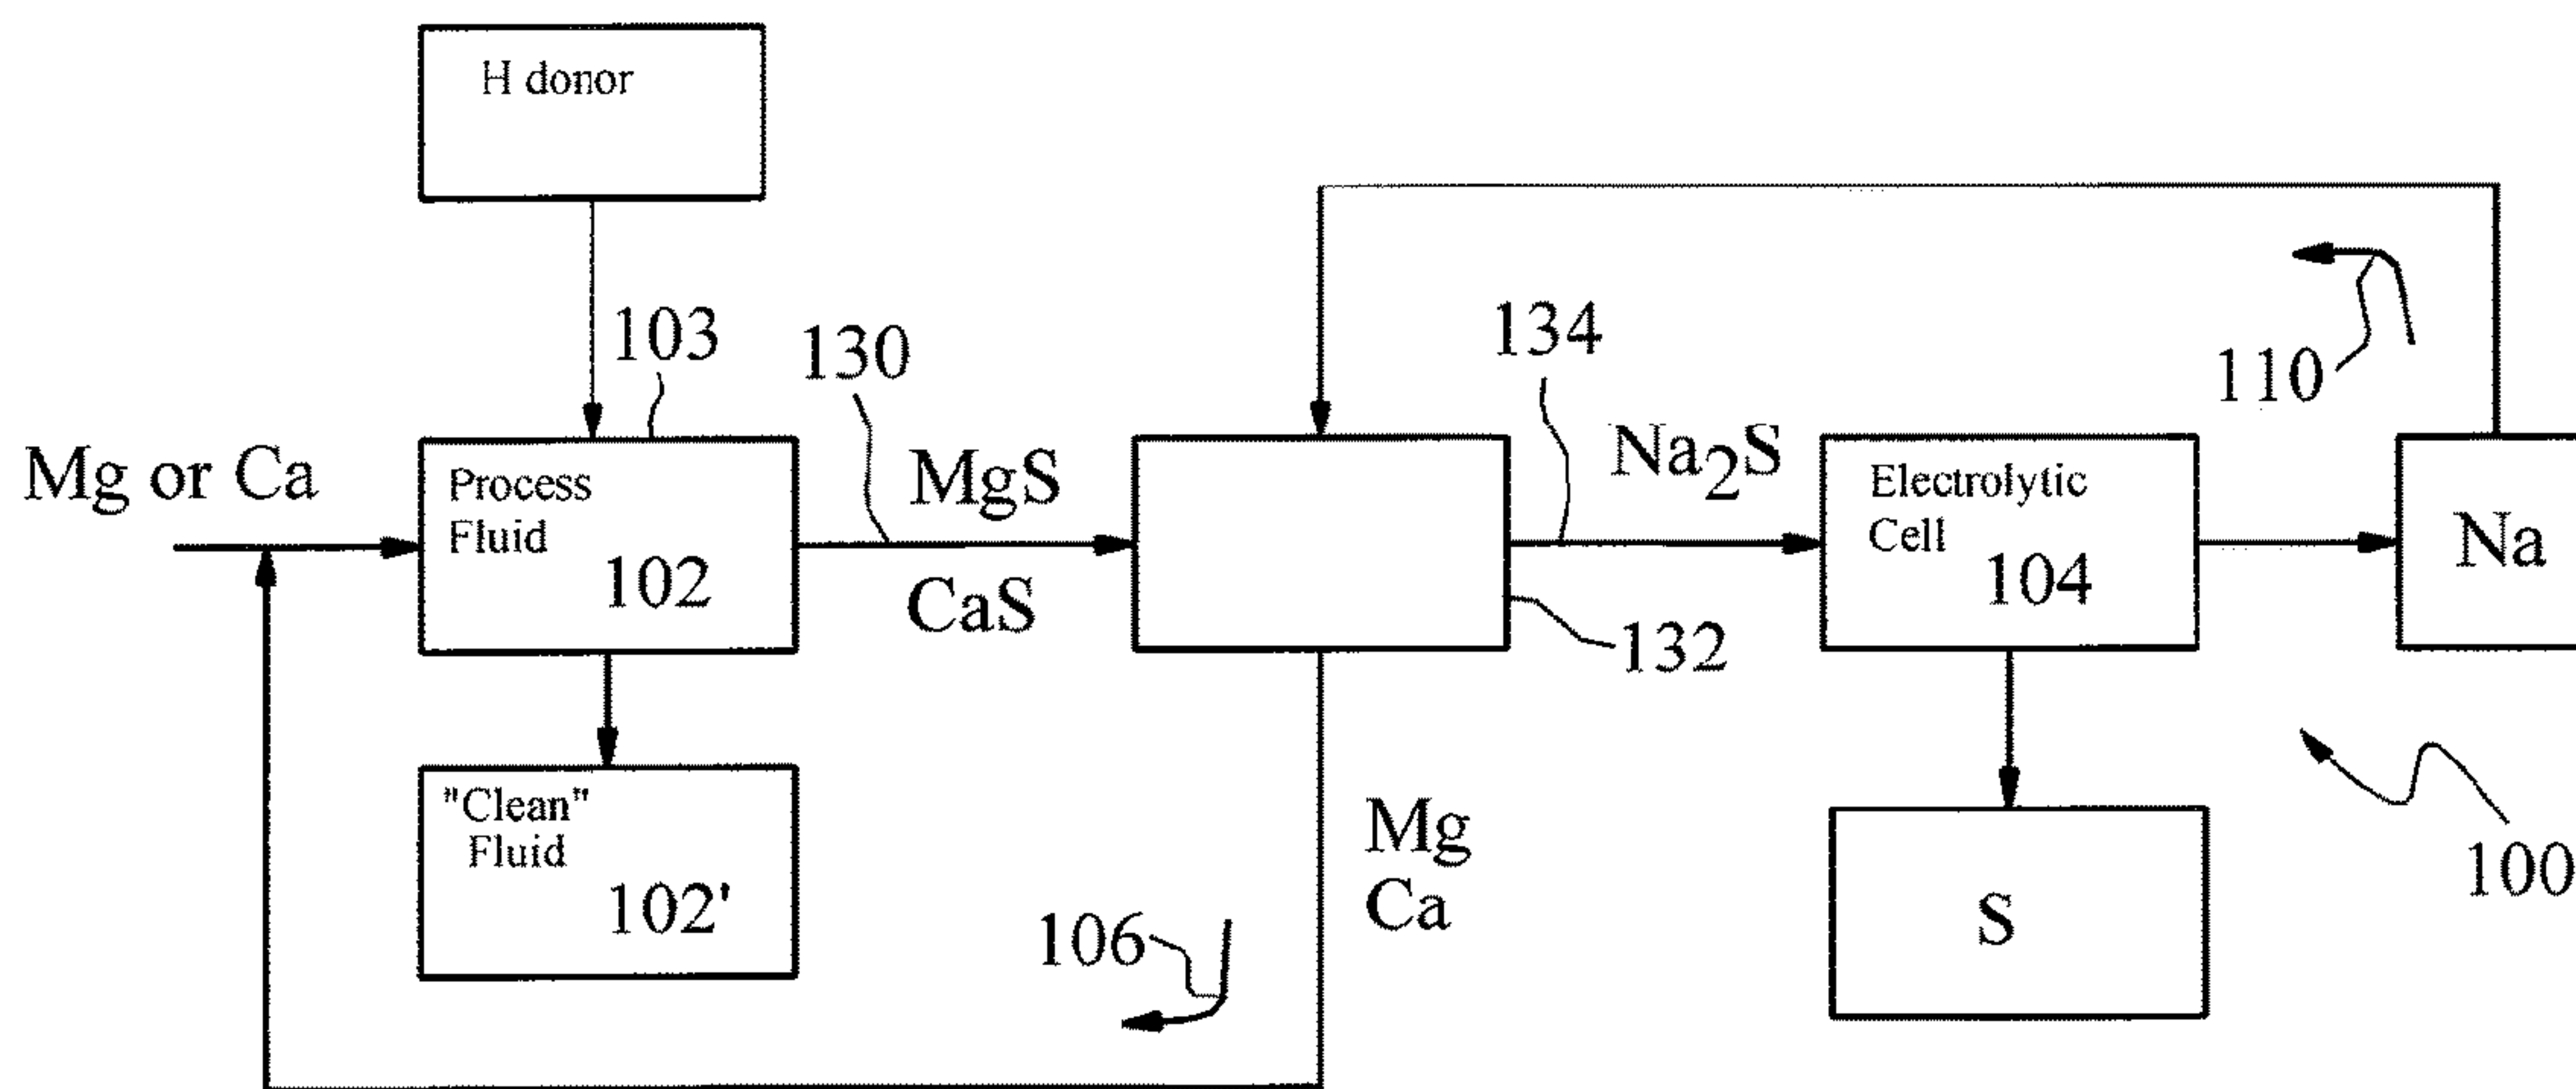 H donor
103
130
134
110
Mg or Ca
Process
Fluid
102
MgS
CaS
Na2S
Electrolytic
Cell
104
Na
132
"Clean"
Fluid
102'
106
Mg
Ca
S
100